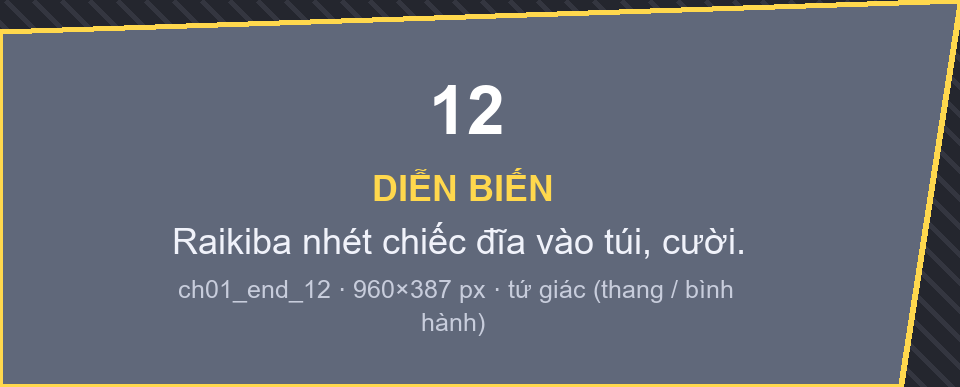 12
DIỄN BIẾN
Raikiba nhét chiếc đĩa vào túi, cười.
ch01_end_12 · 960×387 px · tứ giác (thang / bình
hành)